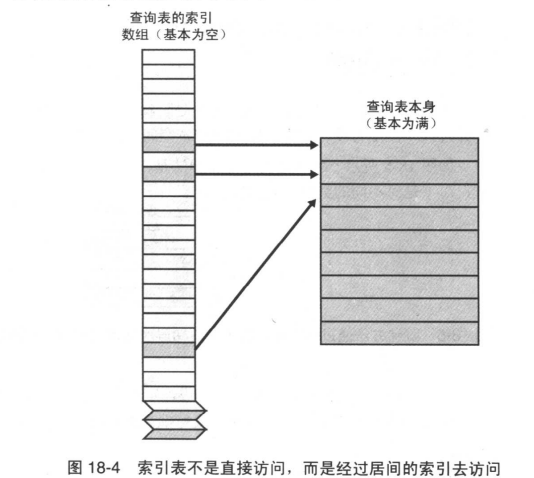 查询表的索引
数组（基本为空）
查询表本身
（基本为满）
图 18-4 索引表不是直接访问，而是经过居间的索引去访问